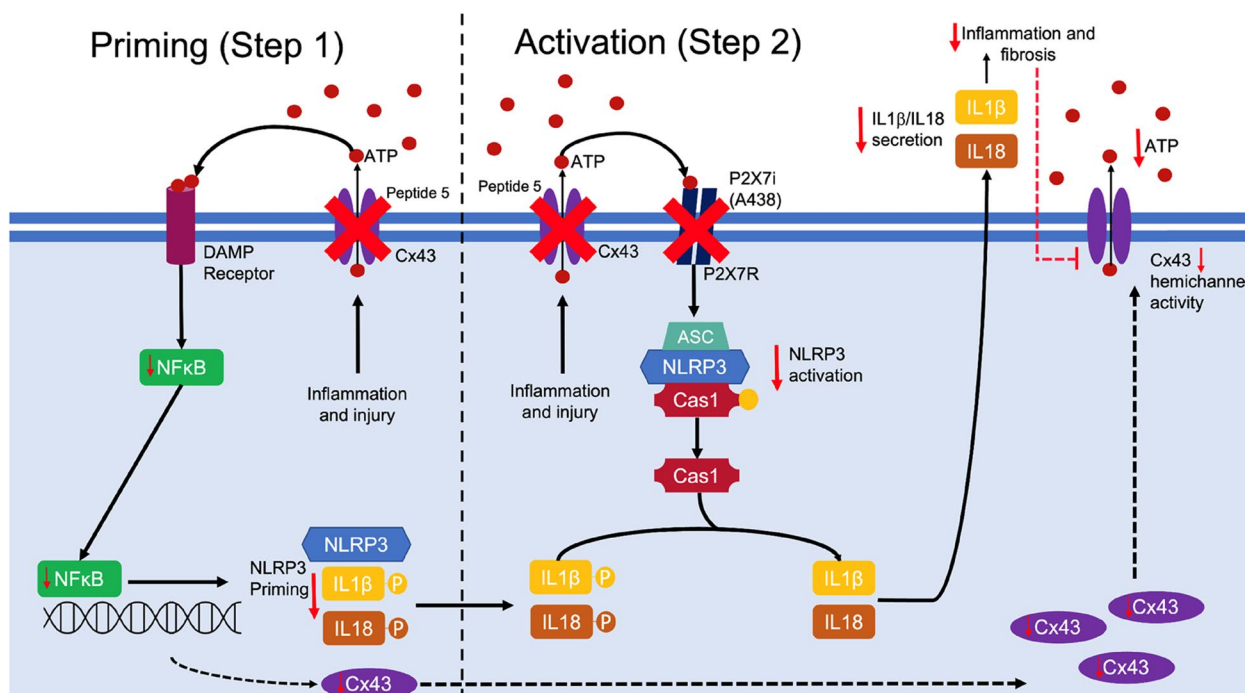 Priming (Step 1)
Activation (Step 2)
ATP
Peptide 5
Cx43
DAMP
Receptor
NFκB
Inflammation
and injury
NFκB
NLRP3
Priming
NLRP3
IL1β
P
IL18
P
Cx43
ATP
Peptide 5
Cx43
P2X7i
(A438)
P2X7R
Inflammation
and injury
ASC
NLRP3
Cas1
NLRP3
activation
Cas1
IL1β
P
IL18
P
IL1β
IL18
Inflammation and
fibrosis
IL1β/IL18
secretion
IL1β
IL18
ATP
Cx43
hemichannel
activity
Cx43
Cx43
Cx43